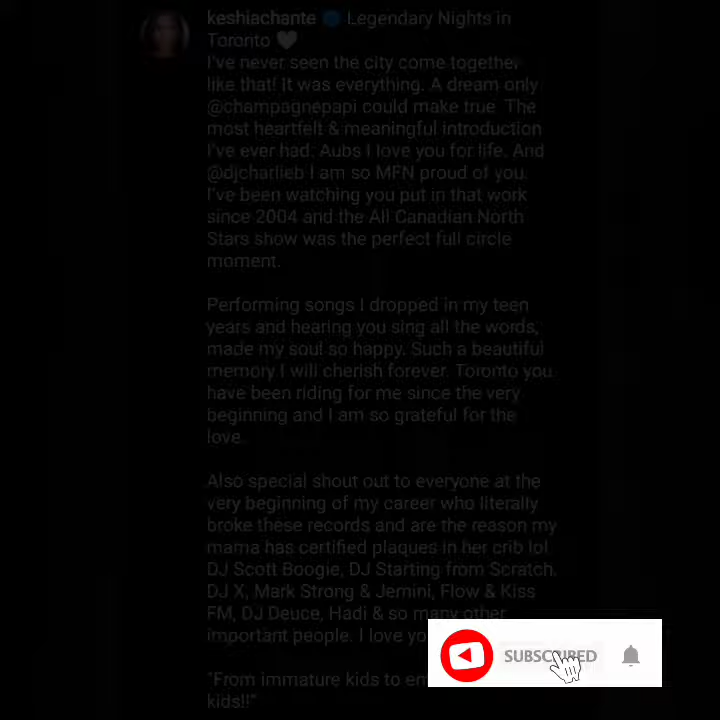 keshiachante Legendary Nights in
Toronto 🤍
I've never seen the city come together
like that! It was everything. A dream only
@champagnepapi could make true. The
most heartfelt & meaningful introduction
I've ever had. Aubs I love you for life. And
@djcharlieb I am so MFN proud of you.
I've been watching you put in that work
since 2004 and the All Canadian North
Stars show was the perfect full circle
moment.
Performing songs I dropped in my teen
years and hearing you sing all the words,
made my soul so happy. Such a beautiful
memory I will cherish forever. Toronto you
have been riding for me since the very
beginning and I am so grateful for the
love.
Also special shout out to everyone at the
very beginning of my career who literally
broke these records and are the reason my
mama has certified plaques in her crib lol
DJ Scott Boogie, DJ Starting from Scratch.
DJ X, Mark Strong & Jemini, Flow & Kiss
FM, DJ Deuce, Hadi & so many other
important people. I love
SUBSCRIBED
"From immature kids to
kids!!"